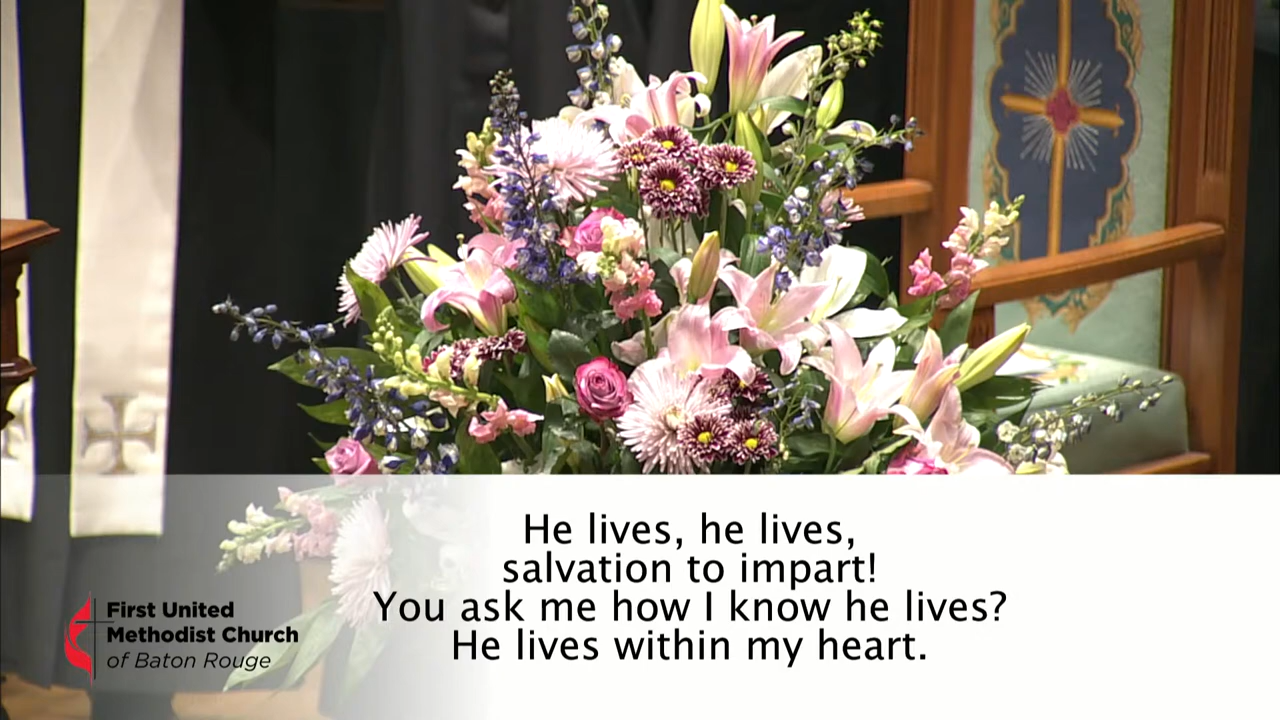 He lives, he lives,
salvation to impart!
You ask me how I know he lives?
He lives within my heart.
First United
Methodist Church
of Baton Rouge